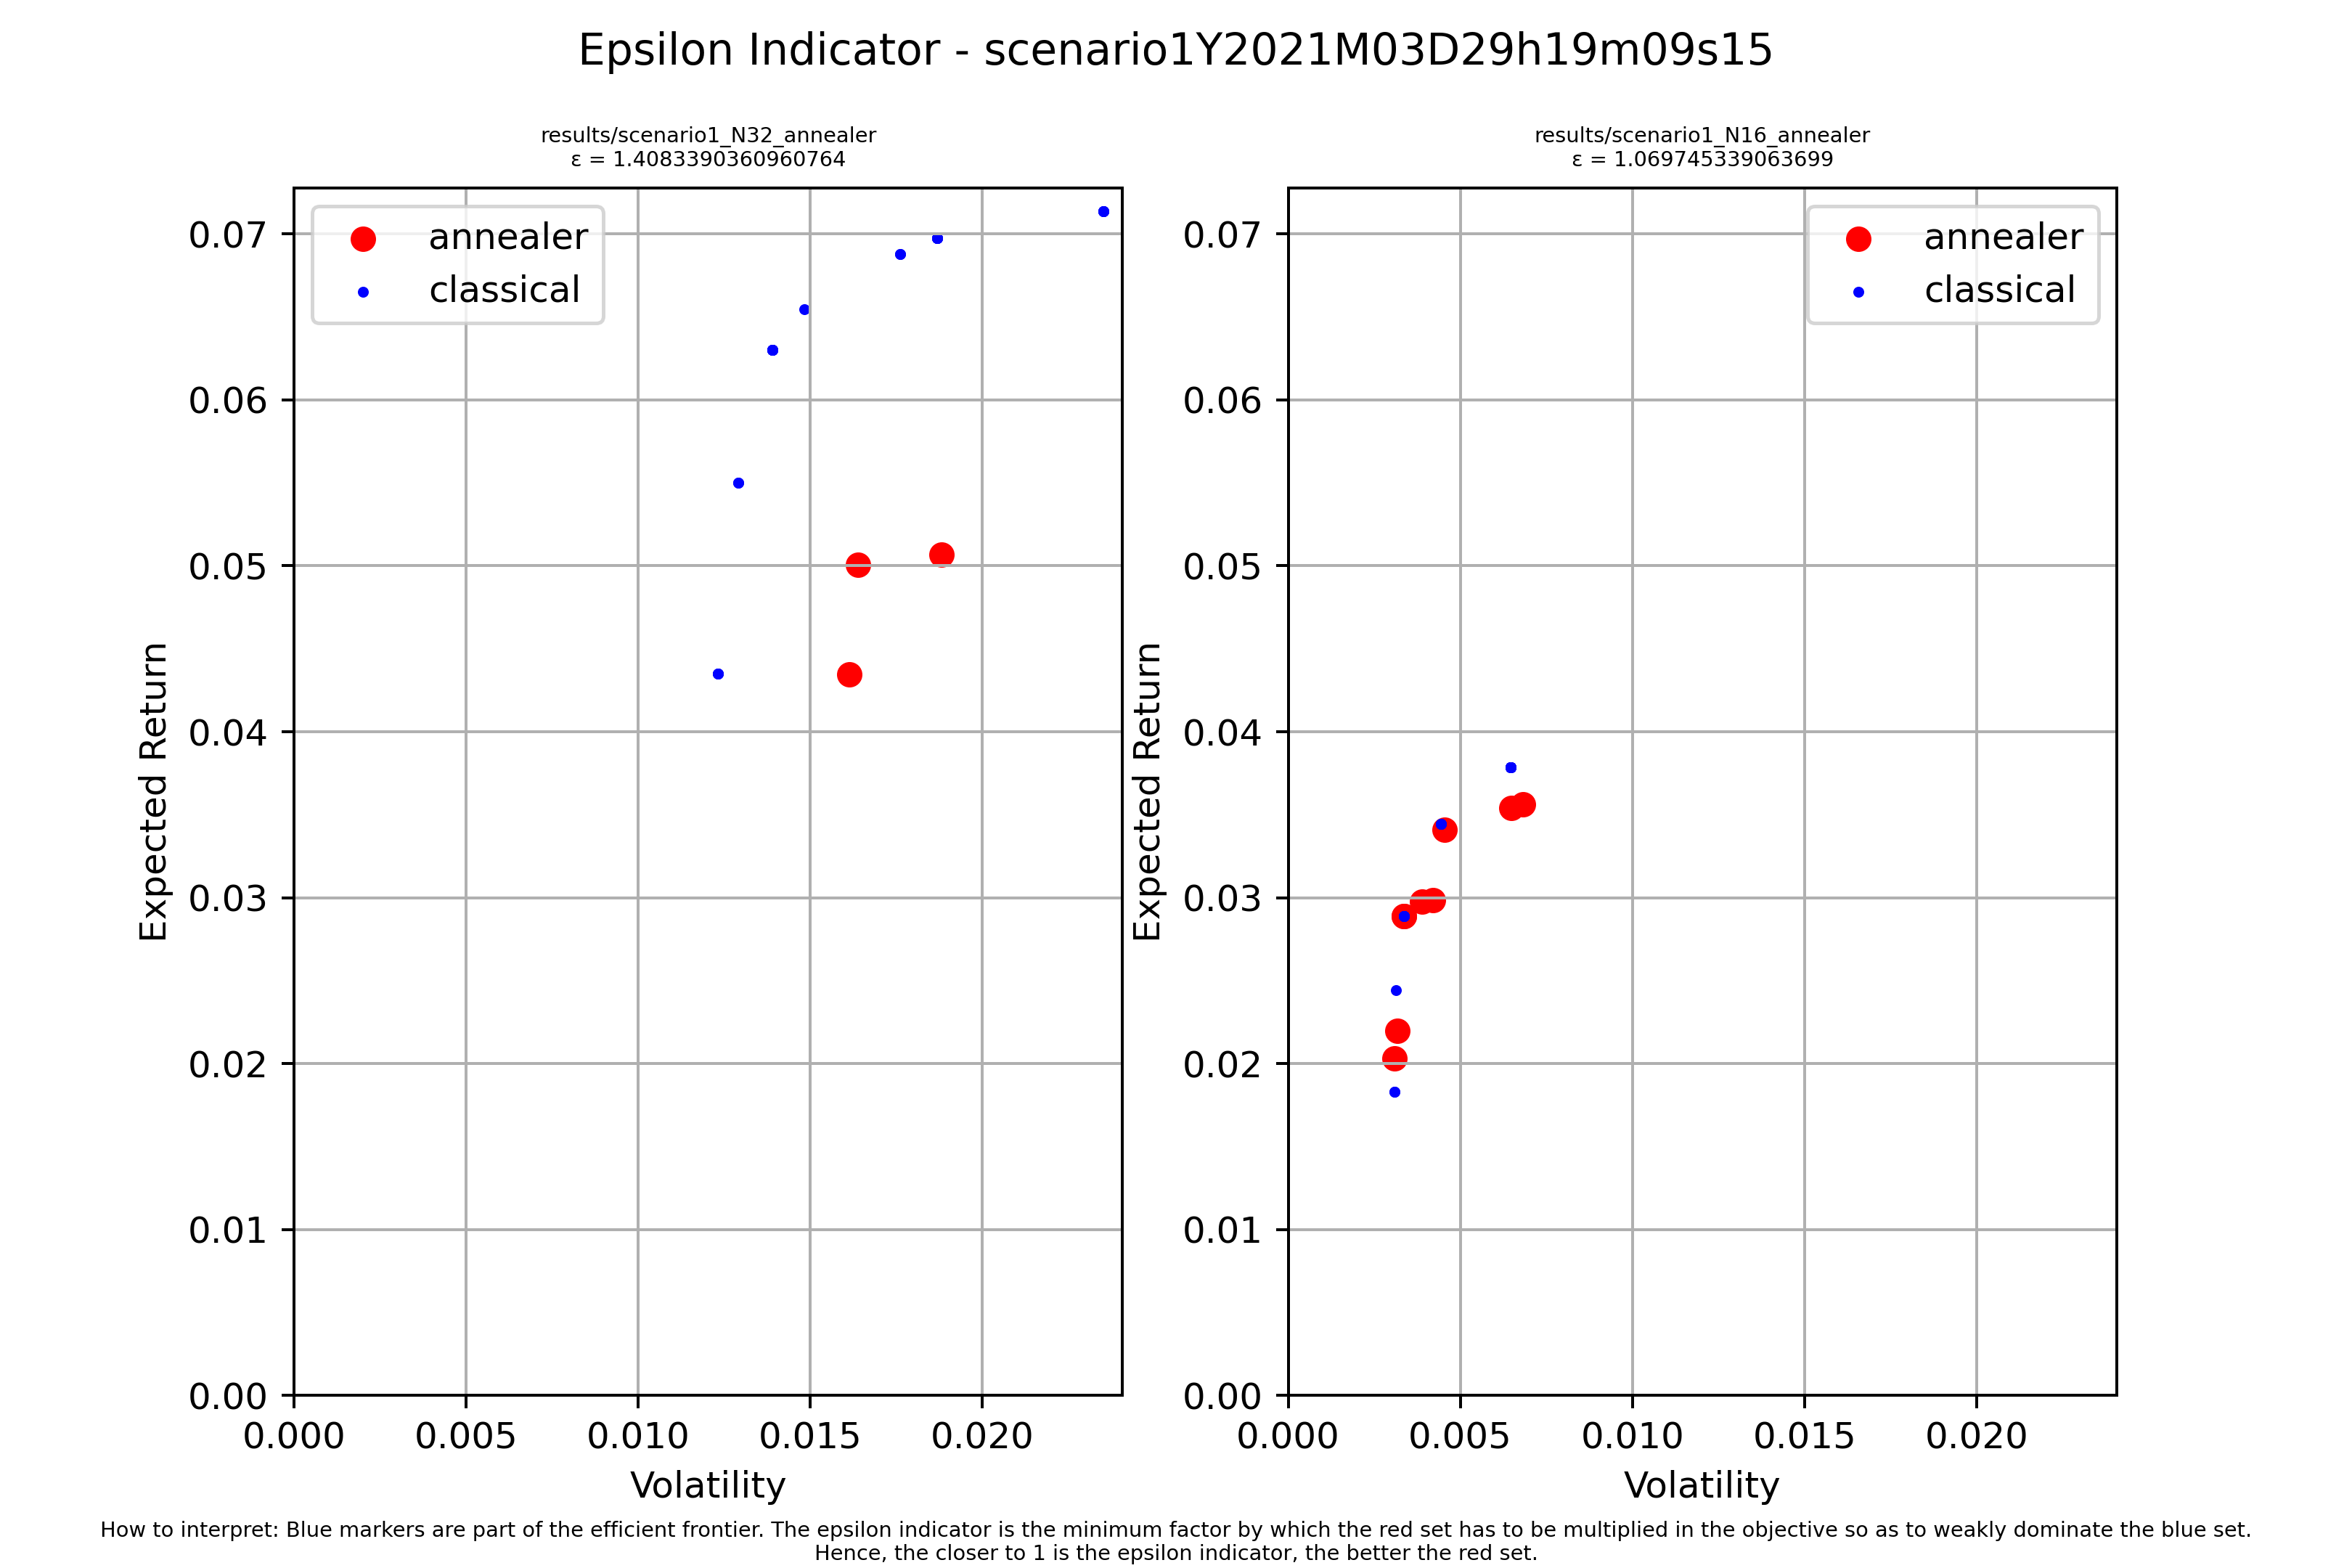 Epsilon Indicator - scenario1Y2021M03D29h19m09s15
results/scenario1_N32_annealer
ε = 1.4083390360960764
annealer
classical
0.07
0.06
0.05
0.04
0.03
0.02
0.01
0.00
Expected Return
0.000 0.005 0.010 0.015 0.020
Volatility
results/scenario1_N16_annealer
ε = 1.069745339063699
annealer
classical
0.07
0.06
0.05
0.04
0.03
0.02
0.01
0.00
Expected Return
0.000 0.005 0.010 0.015 0.020
Volatility
How to interpret: Blue markers are part of the efficient frontier. The epsilon indicator is the minimum factor by which the red set has to be multiplied in the objective so as to weakly dominate the blue set.
Hence, the closer to 1 is the epsilon indicator, the better the red set.